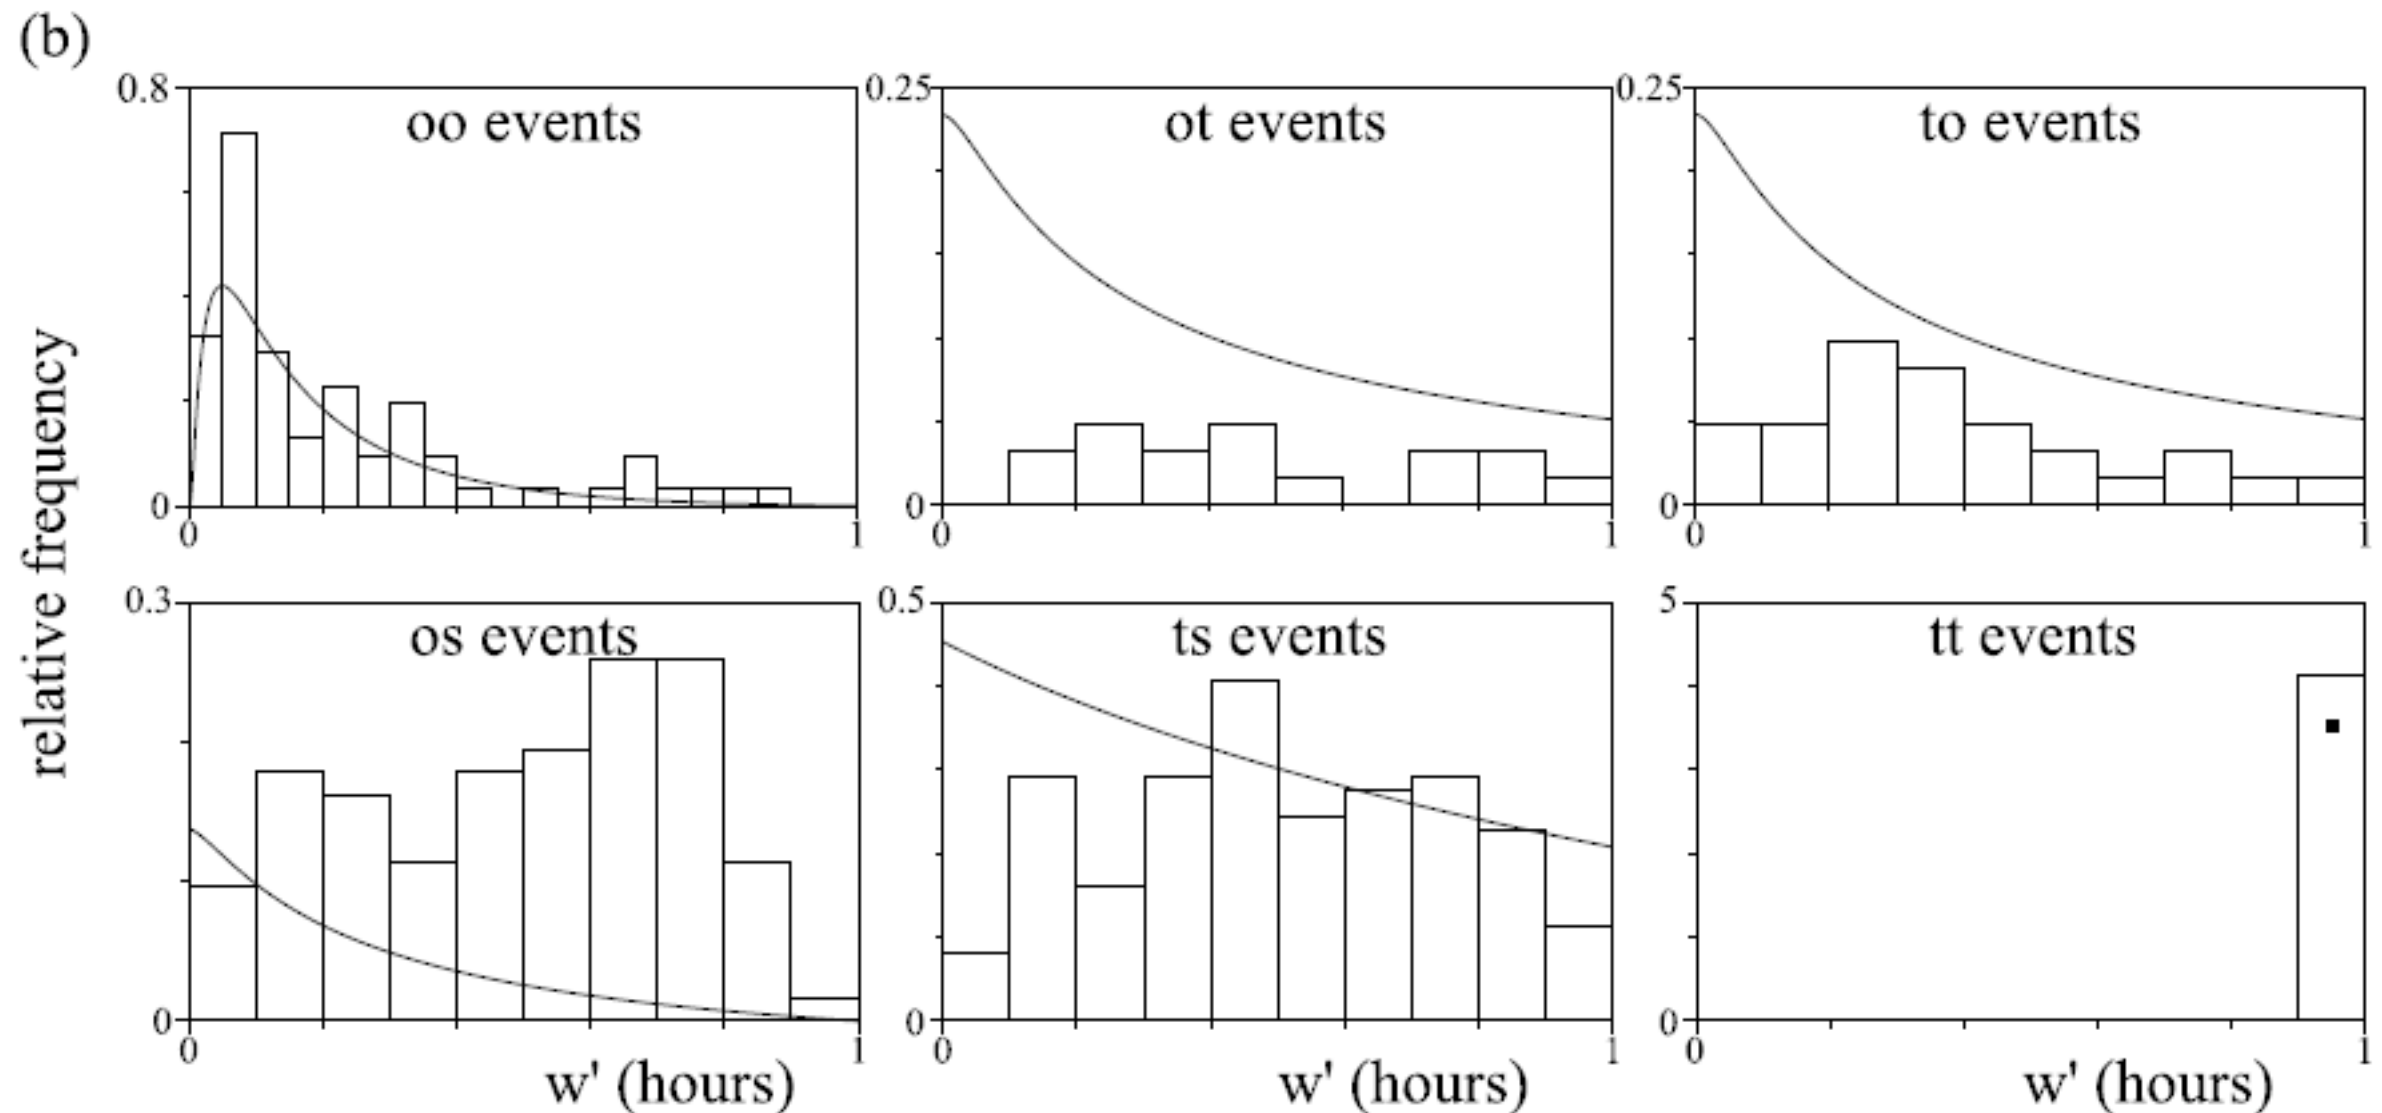 (b)
relative frequency
0.8
oo events
0
0
1
0.25
ot events
0
0
1
0.25
to events
0
0
1
0.3
os events
0
0
1
w' (hours)
0.5
ts events
0
0
1
w' (hours)
5
tt events
0
0
1
w' (hours)